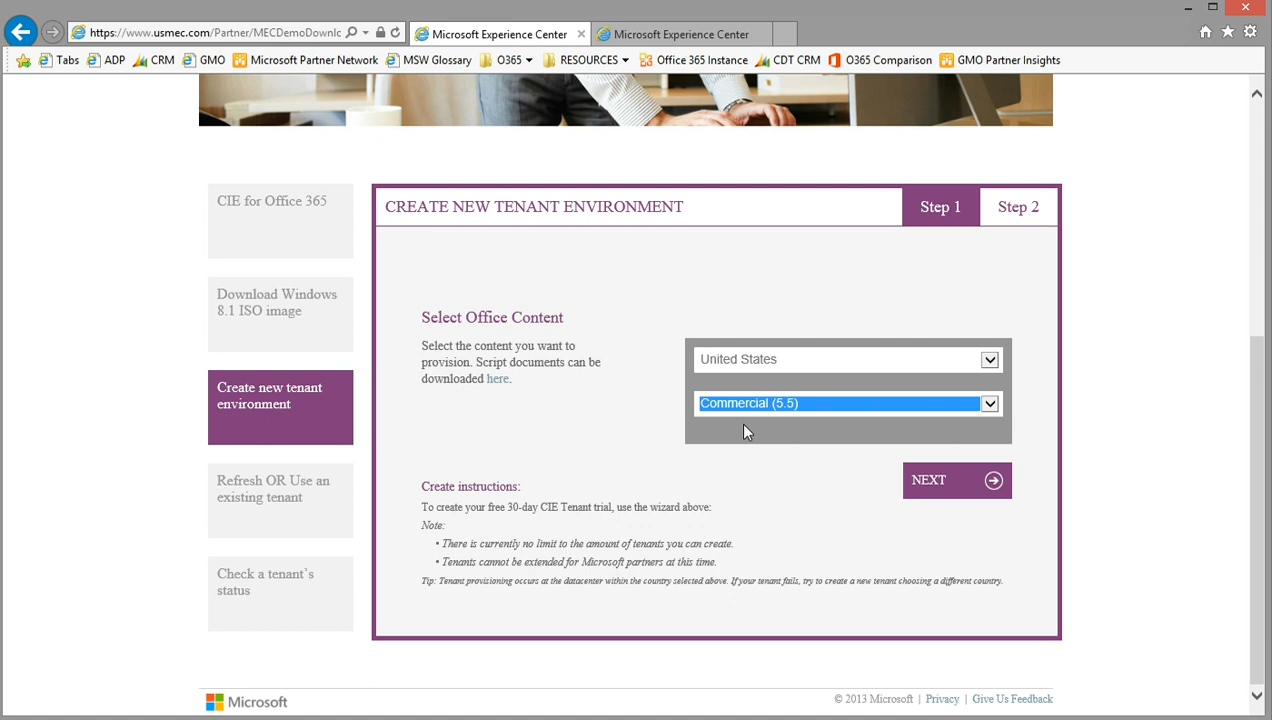 https://www.usmec.com/Partner/MECDemoDownlc
Microsoft Experience Center
Microsoft Experience Center
Tabs ADP CRM GMO Microsoft Partner Network MSW Glossary O365 RESOURCES Office 365 Instance CDT CRM O365 Comparison GMO Partner Insights
CIE for Office 365
Download Windows
8.1 ISO image
Create new tenant
environment
Refresh OR Use an
existing tenant
Check a tenant's
status
CREATE NEW TENANT ENVIRONMENT
Step 1
Step 2
Select Office Content
Select the content you want to
provision. Script documents can be
downloaded here.
United States
Commercial (5.5)
NEXT
Create instructions:
To create your free 30-day CIE Tenant trial, use the wizard above:
Note:
• There is currently no limit to the amount of tenants you can create.
• Tenants cannot be extended for Microsoft partners at this time.
Tip: Tenant provisioning occurs at the datacenter within the country selected above. If your tenant fails, try to create a new tenant choosing a different country.
Microsoft
© 2013 Microsoft | Privacy | Give Us Feedback